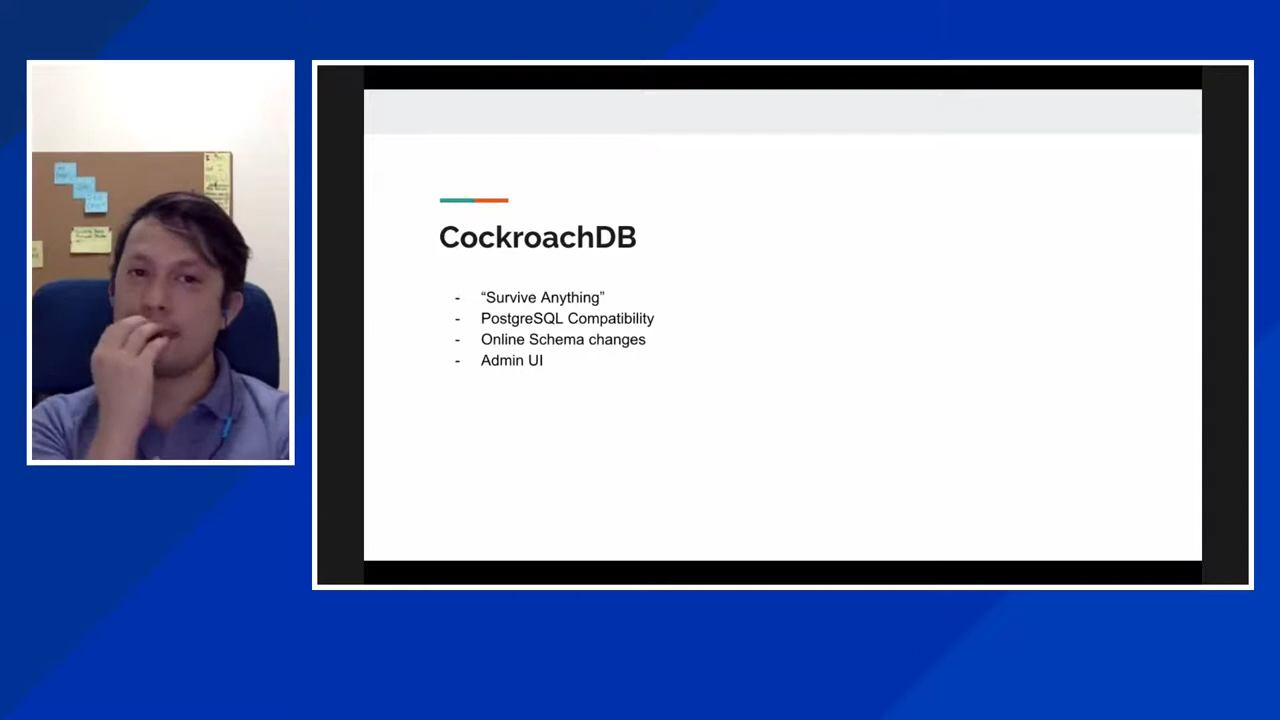 CockroachDB
- “Survive Anything”
- PostgreSQL Compatibility
- Online Schema changes
- Admin UI